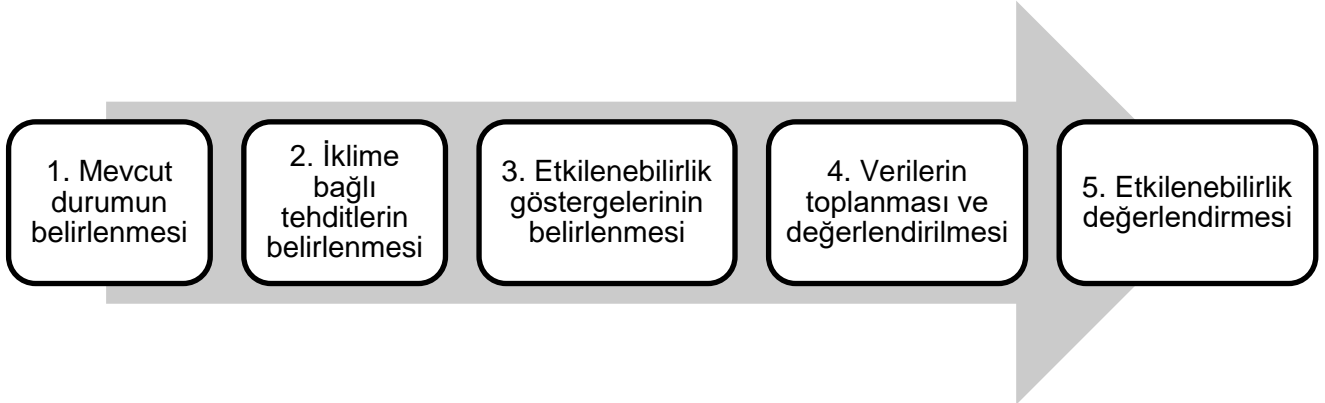 1. Mevcut
durumun
belirlenmesi
2. İklime
bağlı
tehditlerin
belirlenmesi
3. Etkilenebilirlik
göstergelerinin
belirlenmesi
4. Verilerin
toplanması ve
değerlendirilmesi
5. Etkilenebilirlik
değerlendirmesi